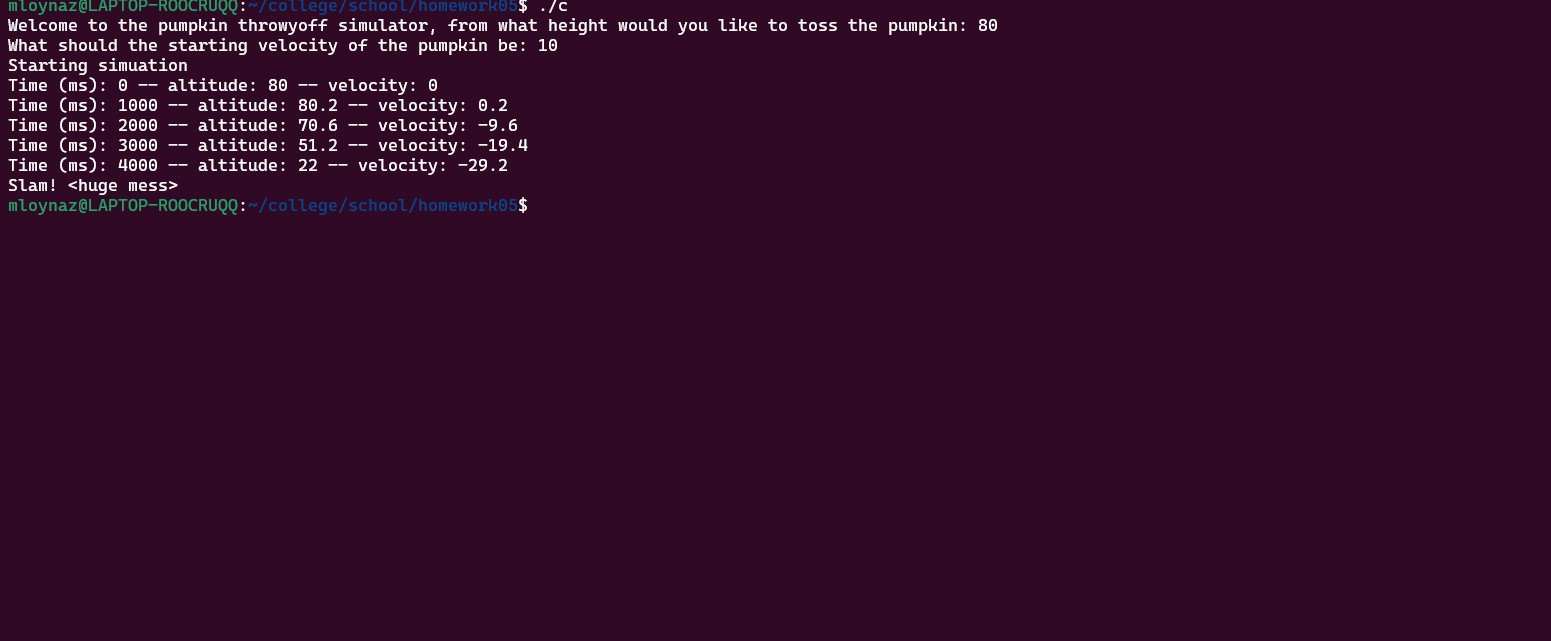 mloynaz@LAPTOP-ROOCRUQQ:~/college/school/homework05$ ./c
Welcome to the pumpkin throwyoff simulator, from what height would you like to toss the pumpkin: 80
What should the starting velocity of the pumpkin be: 10
Starting simuation
Time (ms): 0 -- altitude: 80 -- velocity: 0
Time (ms): 1000 -- altitude: 80.2 -- velocity: 0.2
Time (ms): 2000 -- altitude: 70.6 -- velocity: -9.6
Time (ms): 3000 -- altitude: 51.2 -- velocity: -19.4
Time (ms): 4000 -- altitude: 22 -- velocity: -29.2
Slam! <huge mess>
mloynaz@LAPTOP-ROOCRUQQ:~/college/school/homework05$